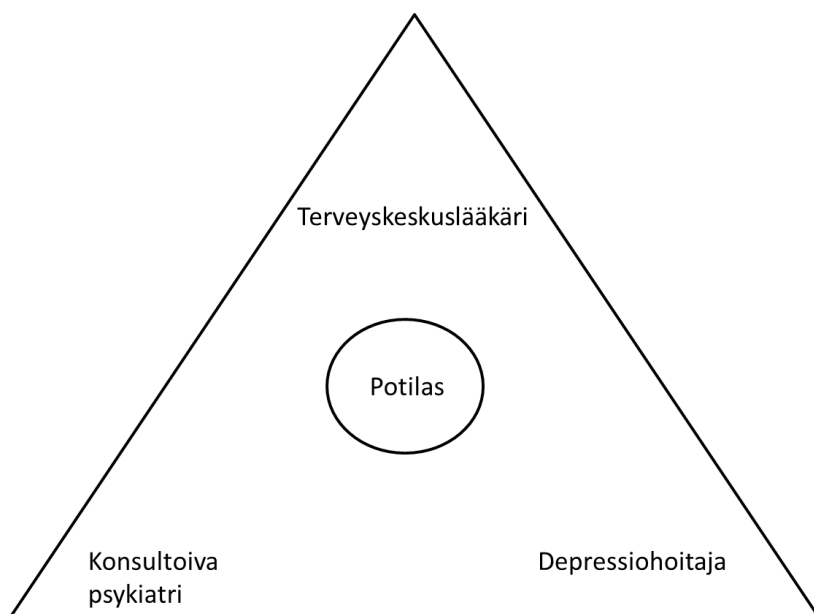 Terveyskeskuslääkäri
Potilas
Konsultoiva
psykiatri
Depressiohoitaja